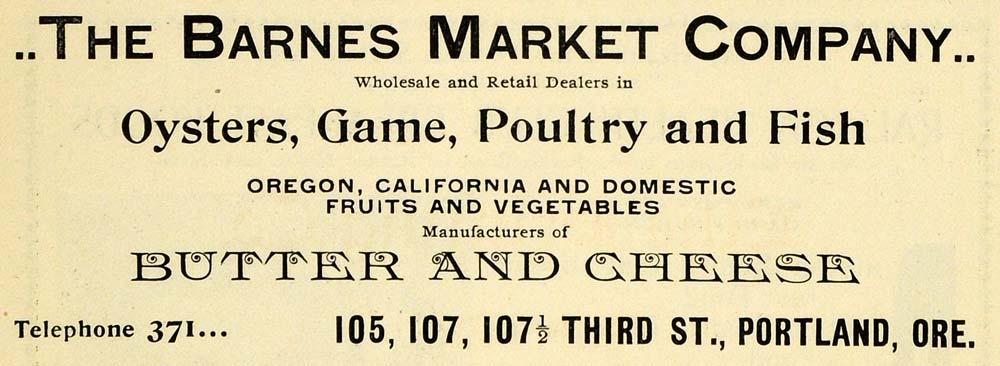 ..THE BARNES MARKET COMPANY..
Wholesale and Retail Dealers in
Oysters, Game, Poultry and Fish
OREGON, CALIFORNIA AND DOMESTIC
FRUITS AND VEGETABLES
Manufacturers of
BUTTER AND CHEESE
Telephone 371... 105, 107, 107½ THIRD ST., PORTLAND, ORE.